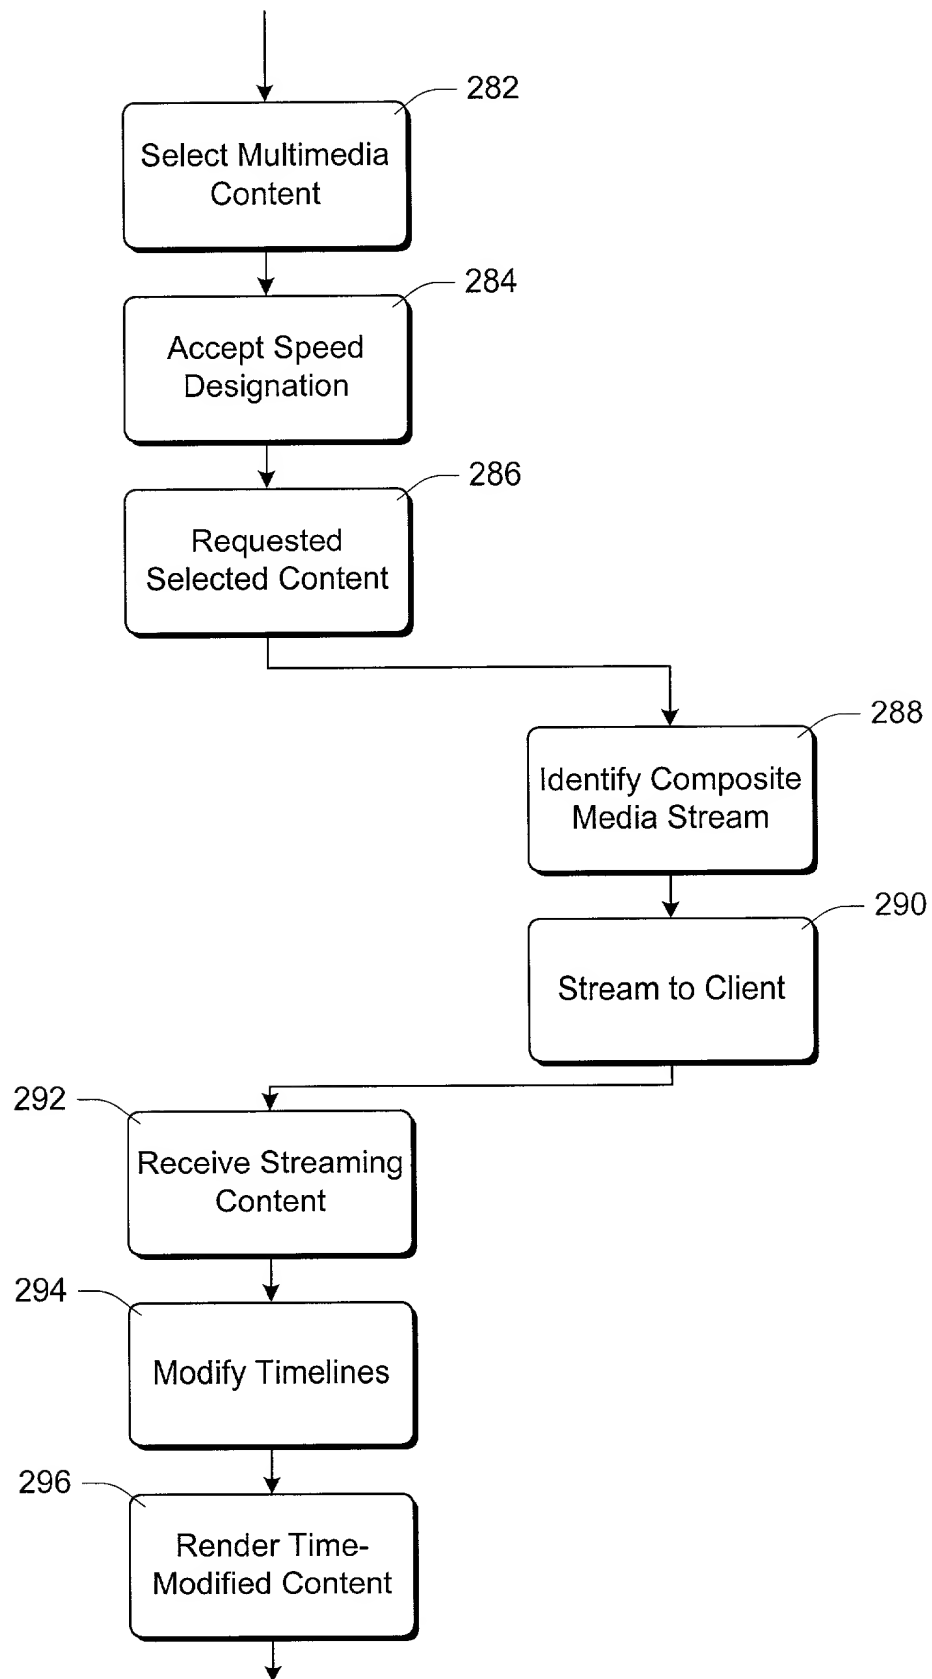 282
Select Multimedia
Content
284
Accept Speed
Designation
286
Requested
Selected Content
288
Identify Composite
Media Stream
290
Stream to Client
292
Receive Streaming
Content
294
Modify Timelines
296
Render Time-
Modified Content